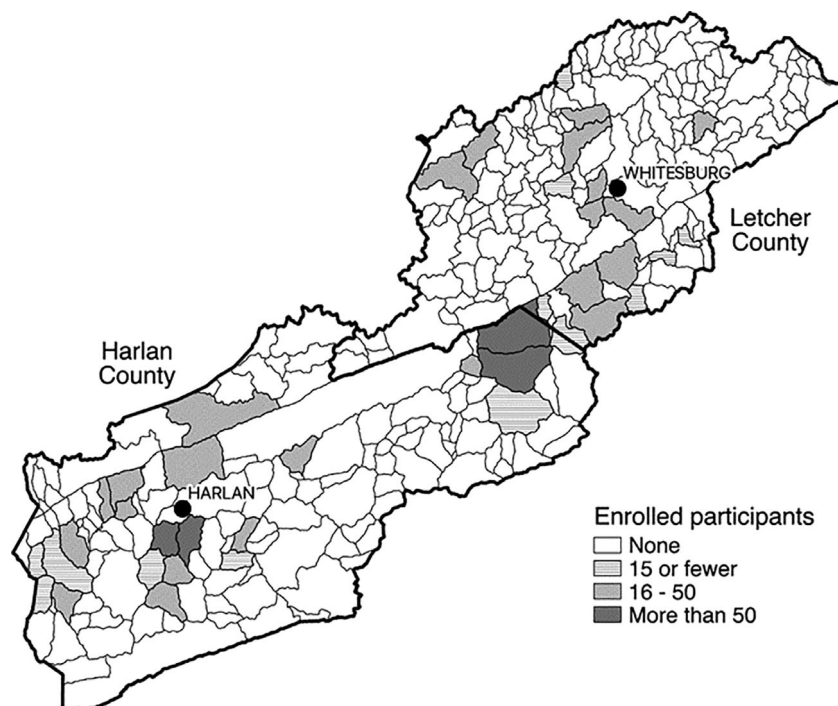 WHITESBURG
Letcher
County
Harlan
County
HARLAN
Enrolled participants
None
15 or fewer
16 - 50
More than 50